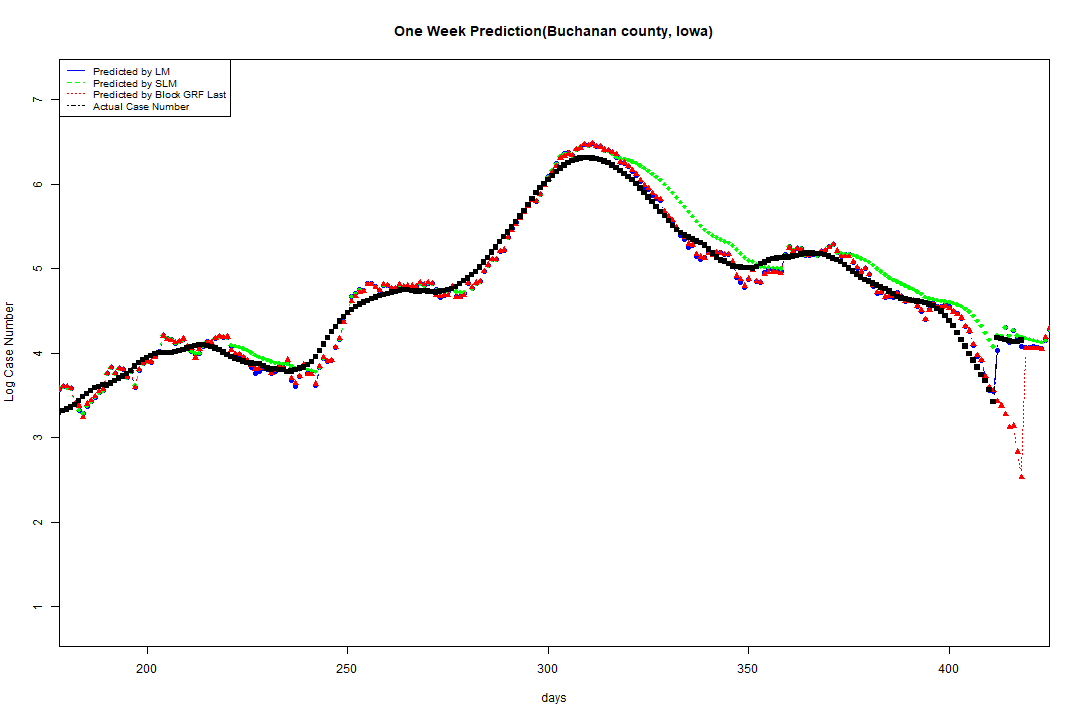 One Week Prediction(Buchanan county, Iowa)
Predicted by LM
Predicted by SLM
Predicted by Block GRF Last
Actual Case Number
7
6
5
4
3
2
1
Log Case Number
200 250 300 350 400
days